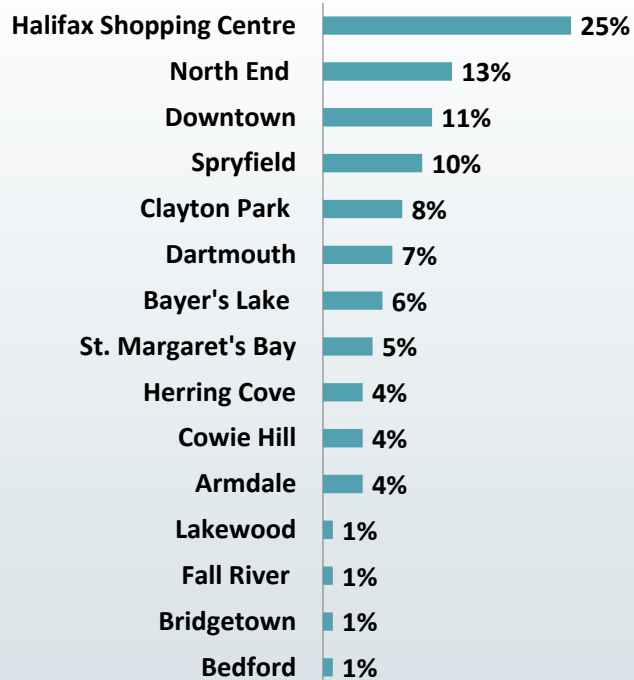 Halifax Shopping Centre 25%
North End 13%
Downtown 11%
Spryfield 10%
Clayton Park 8%
Dartmouth 7%
Bayer's Lake 6%
St. Margaret's Bay 5%
Herring Cove 4%
Cowie Hill 4%
Armdale 4%
Lakewood 1%
Fall River 1%
Bridgetown 1%
Bedford 1%